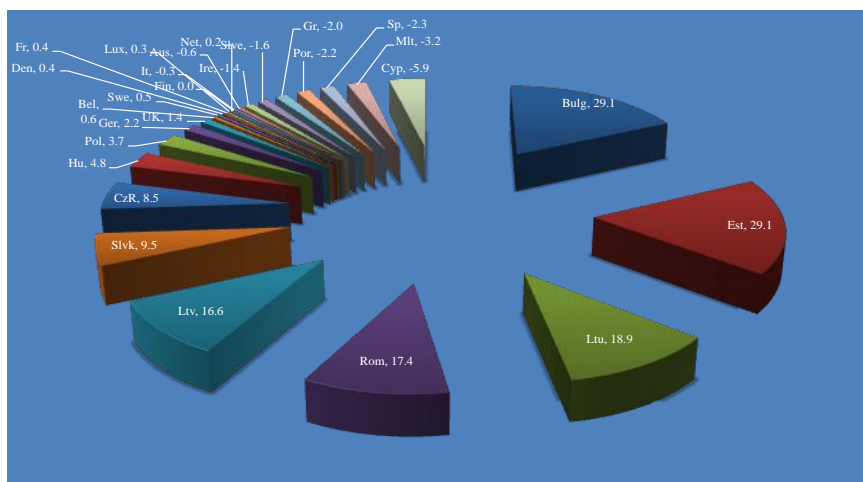 Bulg, 29.1
Est, 29.1
Ltu, 18.9
Rom, 17.4
Ltv, 16.6
Slvk, 9.5
CzR, 8.5
Hu, 4.8
Pol, 3.7
Ger, 2.2
UK, 1.4
Bel,
0.6
Swe, 0.5
Den, 0.4
Fr, 0.4
Lux, 0.3
Net, 0.2
Fin, 0.0
It, -0.3
Aus, -0.6
Ire, -1.4
Slve, -1.6
Gr, -2.0
Por, -2.2
Sp, -2.3
Mlt, -3.2
Cyp, -5.9